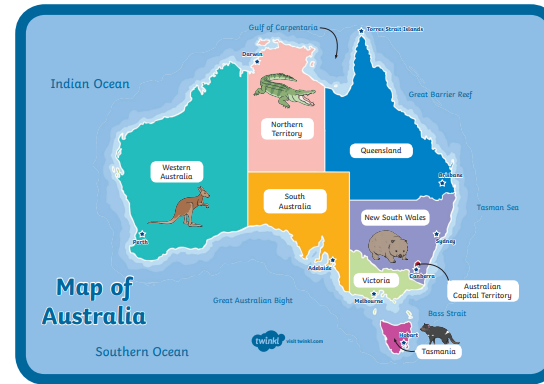 Gulf of Carpentaria
Torres Strait Islands
Darwin
Indian Ocean
Great Barrier Reef
Northern
Territory
Queensland
Western
Australia
Brisbane
South
Australia
Tasman Sea
New South Wales
Perth
Sydney
Adelaide
Canberra
Victoria
Australian
Capital Territory
Map of
Australia
Great Australian Bight
Melbourne
Bass Strait
Hobart
twinkl
visit twinkl.com
Southern Ocean
Tasmania